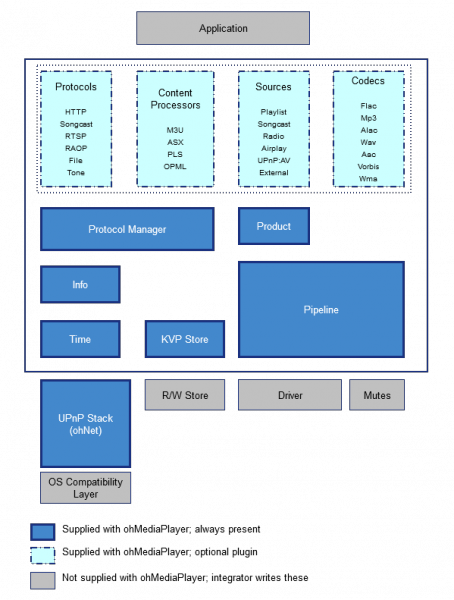 Application
Protocols
HTTP
Songcast
RTSP
RAOP
File
Tone
Content
Processors
M3U
ASX
PLS
OPML
Sources
Playlist
Songcast
Radio
Airplay
UPnP:AV
External
Codecs
Flac
Mp3
Alac
Wav
Aac
Vorbis
Wma
Protocol Manager
Product
Info
Pipeline
Time
KVP Store
UPnP Stack
(ohNet)
R/W Store
Driver
Mutes
OS Compatibility
Layer
Supplied with ohMediaPlayer; always present
Supplied with ohMediaPlayer; optional plugin
Not supplied with ohMediaPlayer; integrator writes these